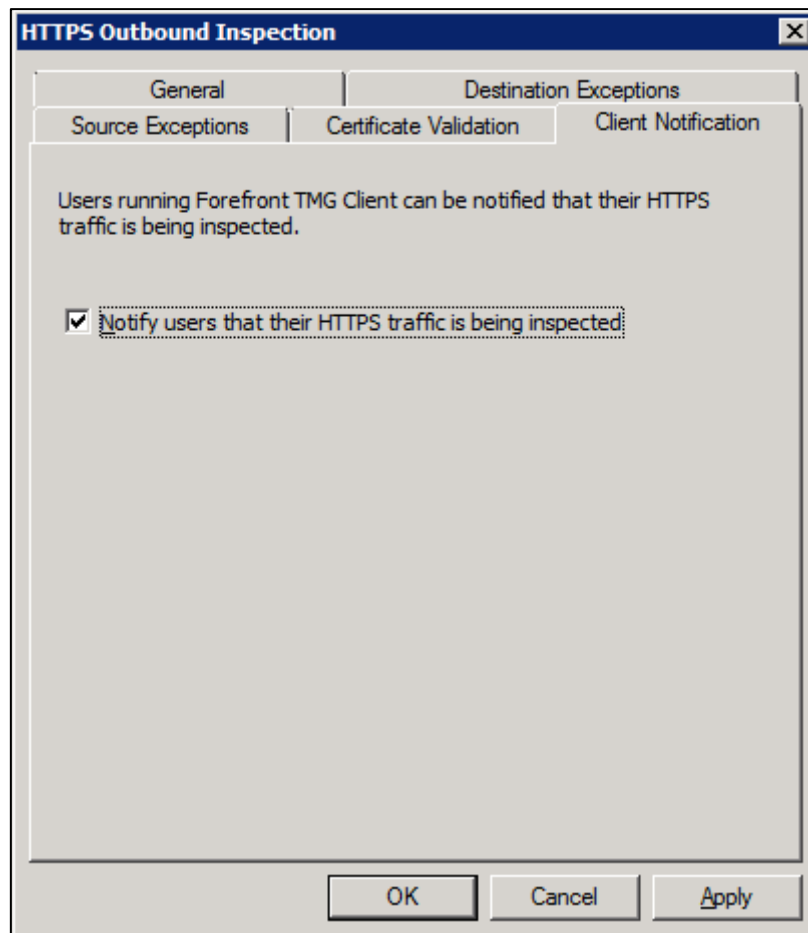 HTTPS Outbound Inspection
General
Destination Exceptions
Source Exceptions
Certificate Validation
Client Notification
Users running Forefront TMG Client can be notified that their HTTPS
traffic is being inspected.
Notify users that their HTTPS traffic is being inspected
OK
Cancel
Apply